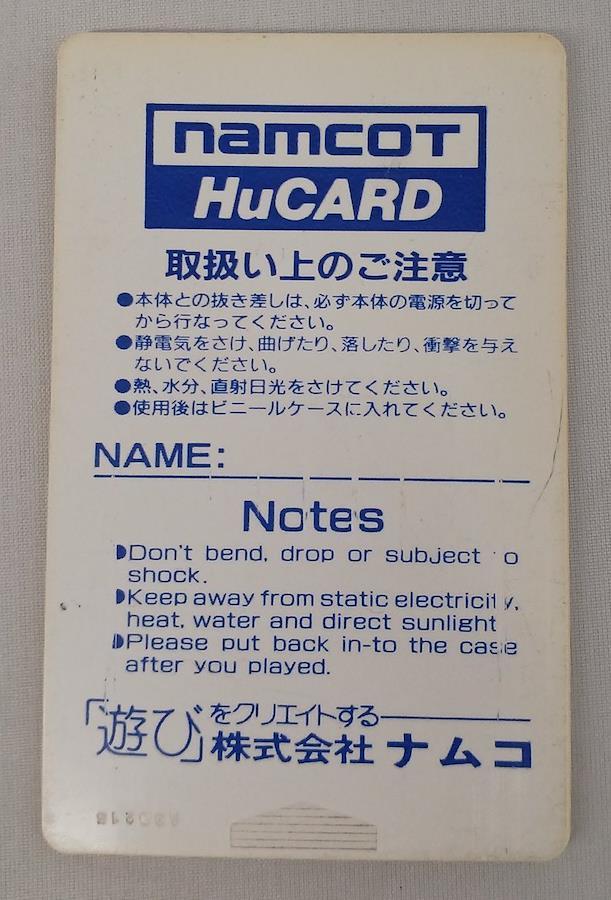 namcot
HuCARD
取扱い上のご注意
●本体との抜き差しは、必ず本体の電源を切って
から行なってください。
●静電気をさけ、曲げたり、落したり、衝撃を与え
ないでください。
●熱、水分、直射日光をさけてください。
●使用後はビニールケースに入れてください。
NAME:
Notes
Don't bend, drop or subject to
shock.
Keep away from static electricity,
heat, water and direct sunlight
Please put back in-to the case
after you played.
「遊び」をクリエイトする
株式会社ナムコ